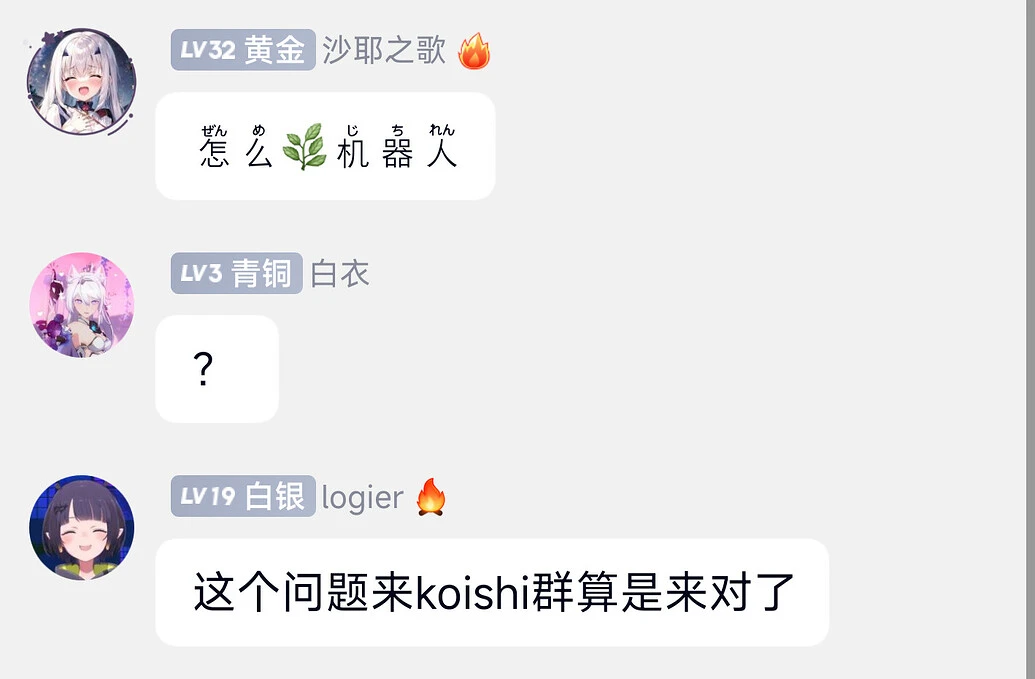 LV32 黄金 沙耶之歌 🔥
ぜん め じ ち れん
怎么🌿机器人
LV3 青铜 白衣
?
LV19 白银 logier 🔥
这个问题来koishi群算是来对了